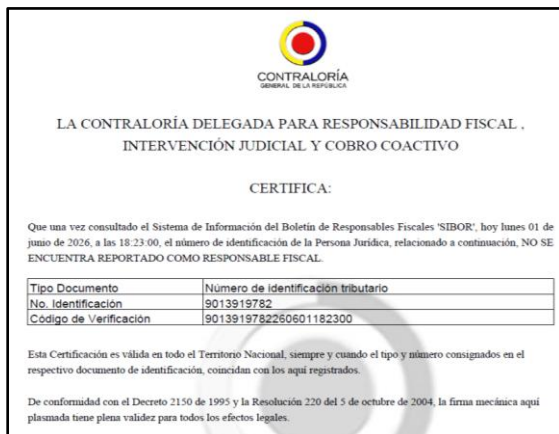 CONTRALORÍA
GENERAL DE LA REPÚBLICA
LA CONTRALORÍA DELEGADA PARA RESPONSABILIDAD FISCAL ,
INTERVENCIÓN JUDICIAL Y COBRO COACTIVO
CERTIFICA:
Que una vez consultado el Sistema de Información del Boletín de Responsables Fiscales 'SIBOR', hoy lunes 01 de
junio de 2026, a las 18:23:00, el número de identificación de la Persona Jurídica, relacionado a continuación, NO SE
ENCUENTRA REPORTADO COMO RESPONSABLE FISCAL.
Tipo Documento Número de identificación tributario
No. Identificación 9013919782
Código de Verificación 9013919782260601182300
Esta Certificación es válida en todo el Territorio Nacional, siempre y cuando el tipo y número consignados en el
respectivo documento de identificación, coincidan con los aquí registrados.
De conformidad con el Decreto 2150 de 1995 y la Resolución 220 del 5 de octubre de 2004, la firma mecánica aquí
plasmada tiene plena validez para todos los efectos legales.